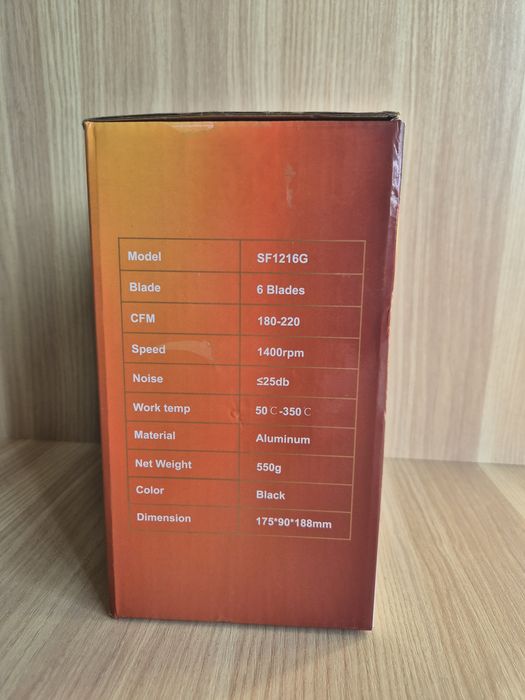 Model SF1216G
Blade 6 Blades
CFM 180-220
Speed 1400rpm
Noise ≤25db
Work temp 50℃-350℃
Material Aluminum
Net Weight 550g
Color Black
Dimension 175*90*188mm